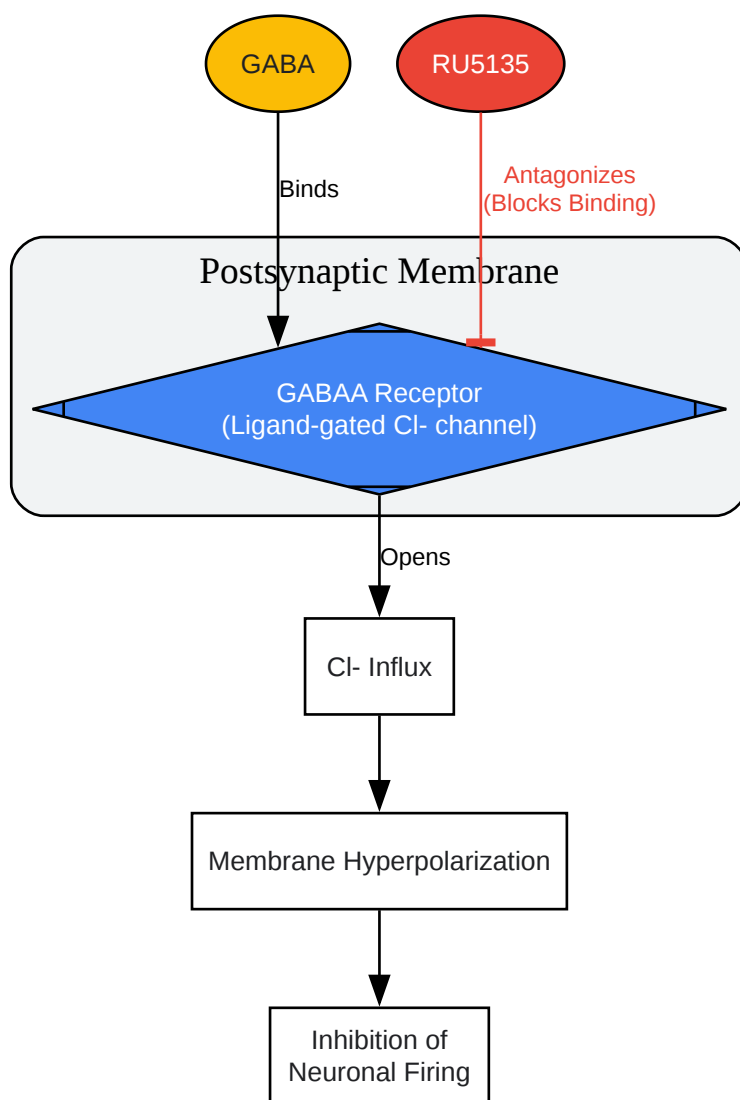 GABA
RU5135
Binds
Antagonizes
(Blocks Binding)
Postsynaptic Membrane
GABAA Receptor
(Ligand-gated Cl- channel)
Opens
Cl- Influx
Membrane Hyperpolarization
Inhibition of
Neuronal Firing